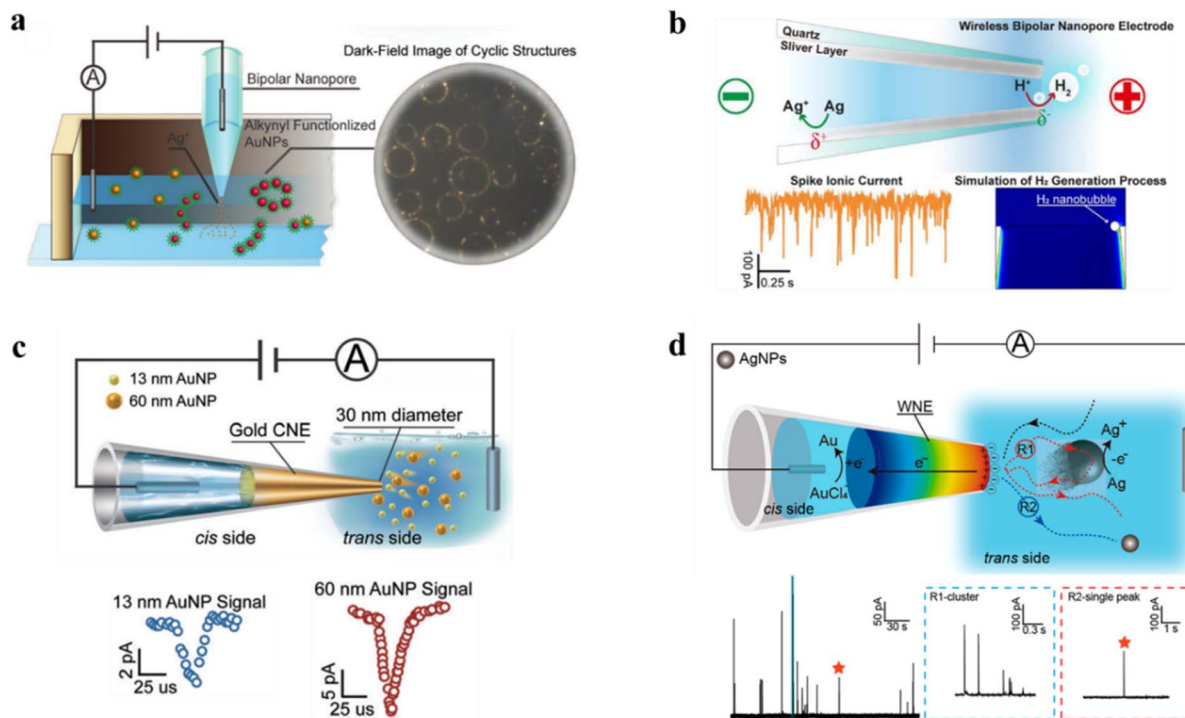 a
Dark-Field Image of Cyclic Structures
A
Bipolar Nanopore
Alkynyl Functionlized
AuNPs
Ag⁺
b
Wireless Bipolar Nanopore Electrode
Quartz
Sliver Layer
H⁺
H₂
Ag⁺
Ag
δ⁺
δ⁻
Spike Ionic Current
Simulation of H₂ Generation Process
H₂ nanobubble
100 pA
0.25 s
c
A
13 nm AuNP
60 nm AuNP
30 nm diameter
Gold CNE
cis side
trans side
13 nm AuNP Signal
2 pA
25 us
60 nm AuNP Signal
5 pA
25 us
d
A
AgNPs
WNE
Au
+e⁻
AuCl₄⁻
e⁻
R1
Ag⁺
-e⁻
Ag
R2
cis side
trans side
50 pA
30 s
R1-cluster
100 pA
0.3 s
R2-single peak
100 pA
1 s